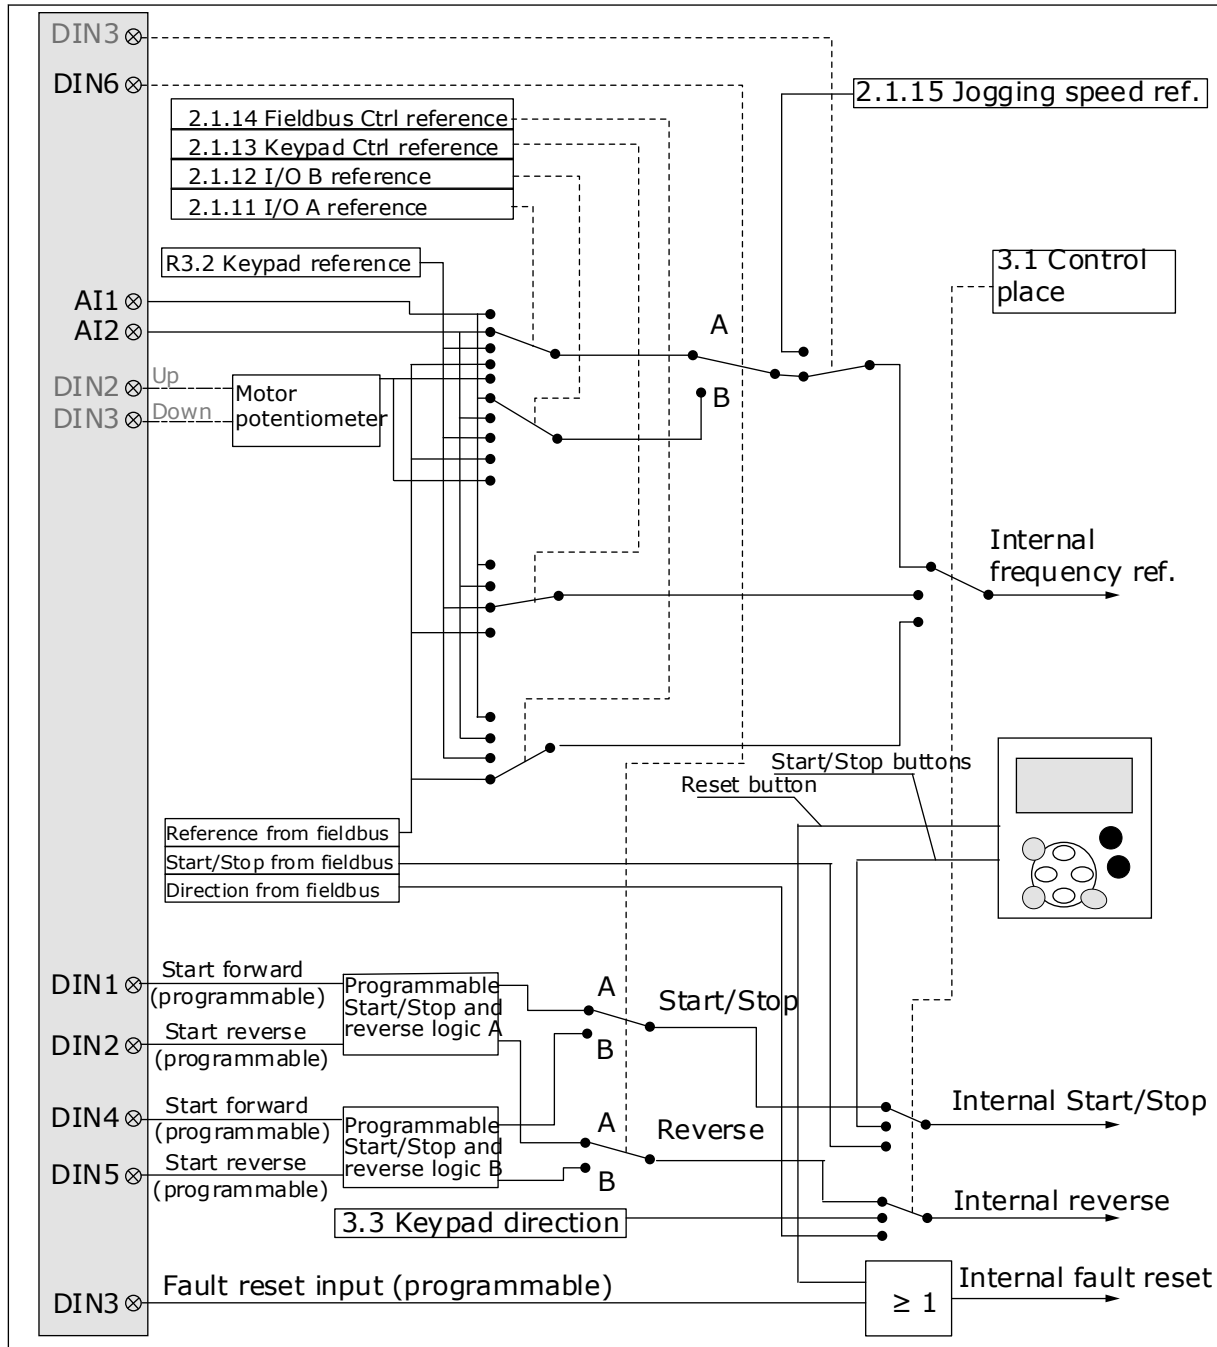 DIN3
DIN6
2.1.15 Jogging speed ref.
2.1.14 Fieldbus Ctrl reference
2.1.13 Keypad Ctrl reference
2.1.12 I/O B reference
2.1.11 I/O A reference
R3.2 Keypad reference
3.1 Control
place
AI1
AI2
A
B
DIN2
Up
DIN3
Down
Motor
potentiometer
Internal
frequency ref.
Start/Stop buttons
Reset button
Reference from fieldbus
Start/Stop from fieldbus
Direction from fieldbus
DIN1
Start forward
(programmable)
DIN2
Start reverse
(programmable)
Programmable
Start/Stop and
reverse logic A
A
B
Start/Stop
DIN4
Start forward
(programmable)
DIN5
Start reverse
(programmable)
Programmable
Start/Stop and
reverse logic B
A
B
Reverse
Internal Start/Stop
3.3 Keypad direction
Internal reverse
DIN3
Fault reset input (programmable)
≥ 1
Internal fault reset